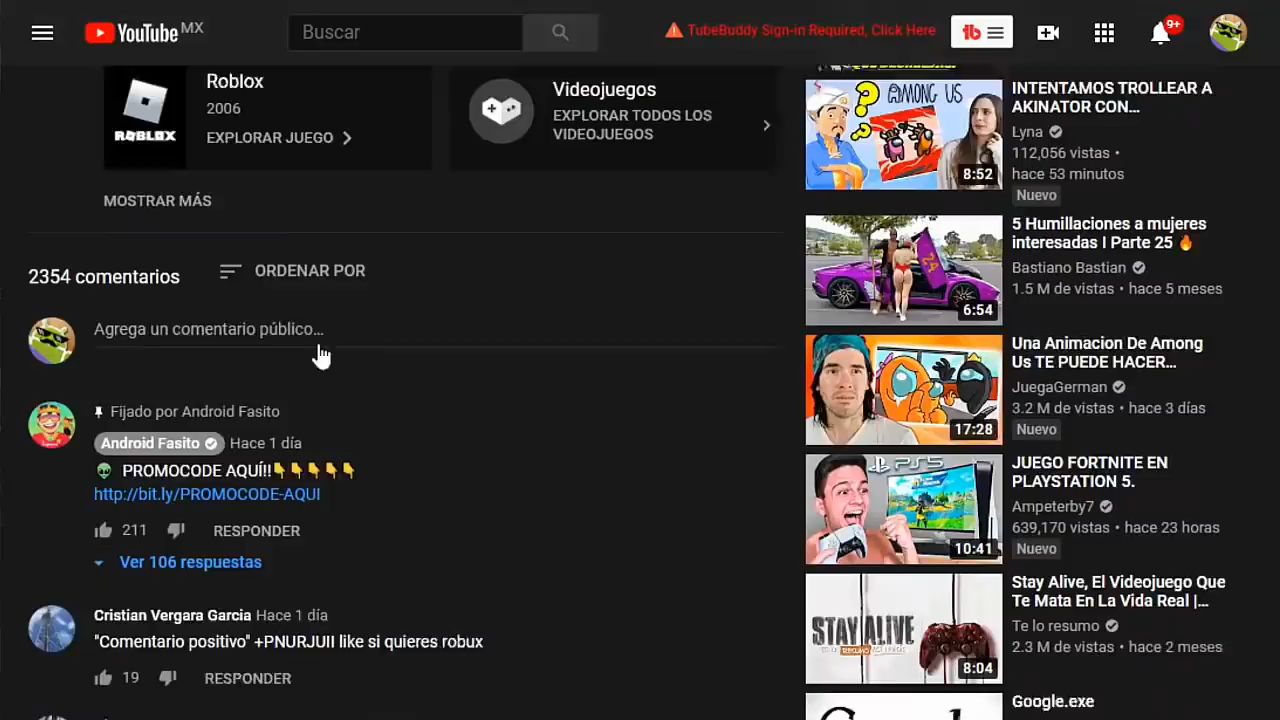 YouTube MX
Buscar
TubeBuddy Sign-in Required, Click Here
tb
9+
ROBLOX
Roblox
2006
EXPLORAR JUEGO
Videojuegos
EXPLORAR TODOS LOS
VIDEOJUEGOS
MOSTRAR MÁS
2354 comentarios
ORDENAR POR
Agrega un comentario público...
Fijado por Android Fasito
Android Fasito
Hace 1 día
👽 PROMOCODE AQUÍ!!👇👇👇👇👇
http://bit.ly/PROMOCODE-AQUI
211
RESPONDER
Ver 106 respuestas
Cristian Vergara Garcia Hace 1 día
"Comentario positivo" +PNURJUII like si quieres robux
19
RESPONDER
AMONG US
8:52
INTENTAMOS TROLLEAR A
AKINATOR CON...
Lyna
112,056 vistas •
hace 53 minutos
Nuevo
6:54
5 Humillaciones a mujeres
interesadas I Parte 25 🔥
Bastiano Bastian
1.5 M de vistas • hace 5 meses
17:28
Una Animacion De Among
Us TE PUEDE HACER...
JuegaGerman
3.2 M de vistas • hace 3 días
Nuevo
PS5
10:41
JUEGO FORTNITE EN
PLAYSTATION 5.
Ampeterby7
639,170 vistas • hace 23 horas
Nuevo
STAY ALIVE
8:04
Stay Alive, El Videojuego Que
Te Mata En La Vida Real |...
Te lo resumo
2.3 M de vistas • hace 2 meses
Google.exe